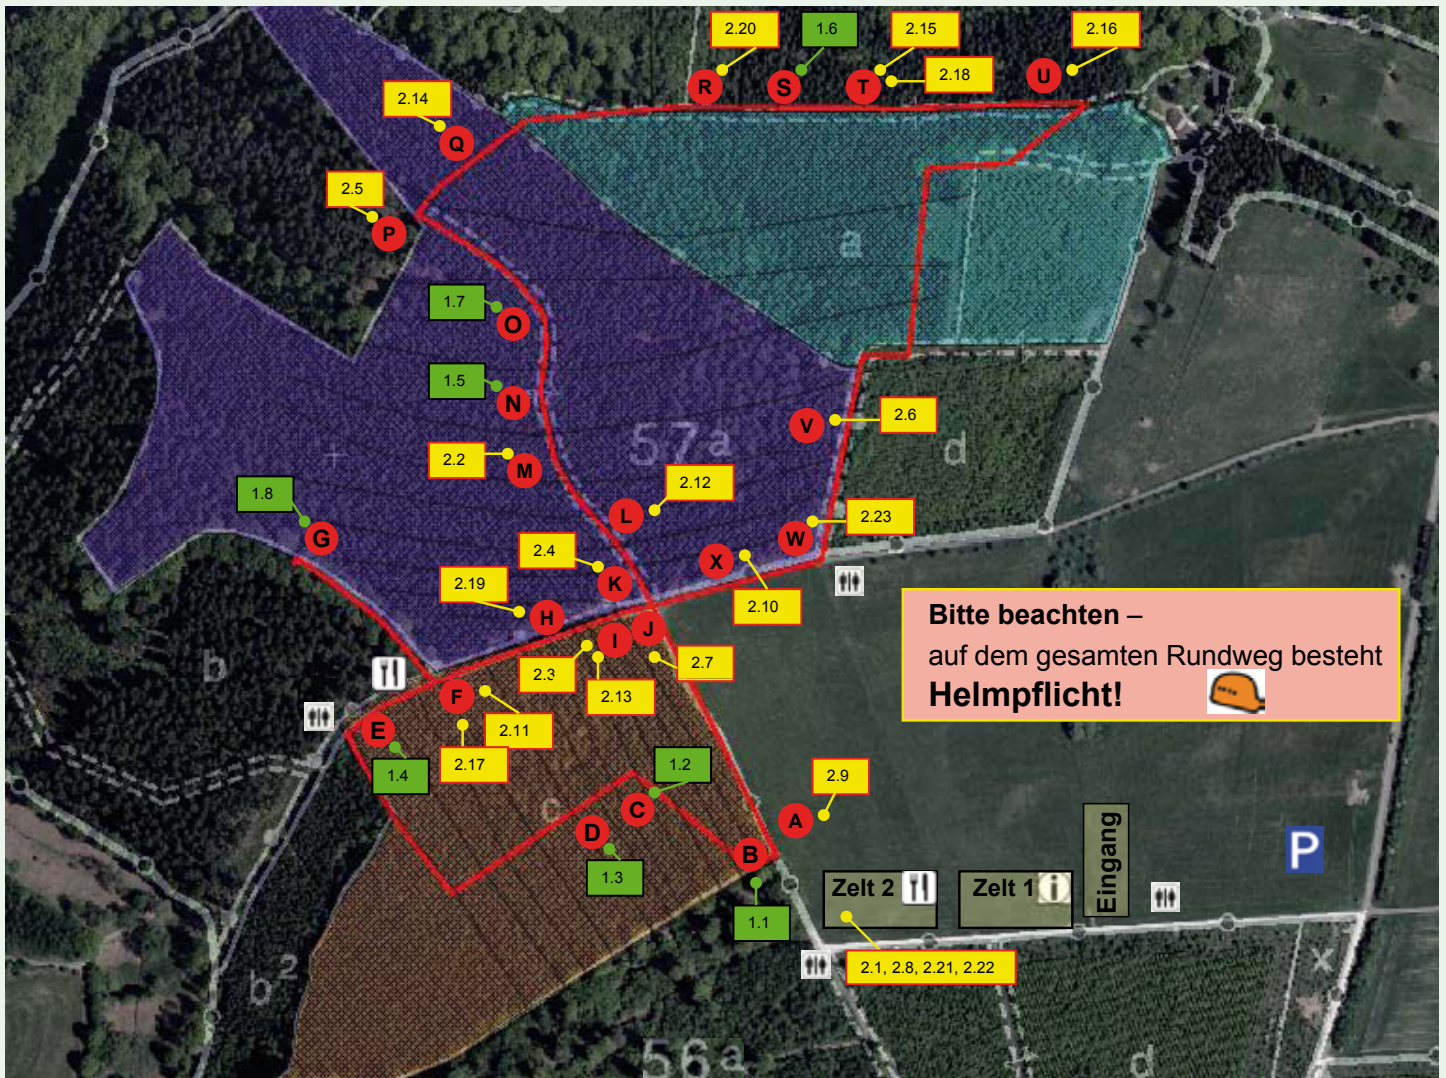 2.20
1.6
2.15
2.16
2.18
R
S
T
U
2.14
Q
2.5
P
a
1.7
O
1.5
N
57a
V
2.6
d
2.2
M
2.12
L
1.8
G
2.23
W
2.4
K
X
2.10
2.19
H
Bitte beachten –
auf dem gesamten Rundweg besteht
Helmpflicht!
J
I
2.3
2.7
2.13
b
F
2.11
E
2.17
1.4
1.2
2.9
c
C
A
D
B
1.3
1.1
Zelt 2
Zelt 1
i
Eingang
P
2.1, 2.8, 2.21, 2.22
x
b²
56a
d